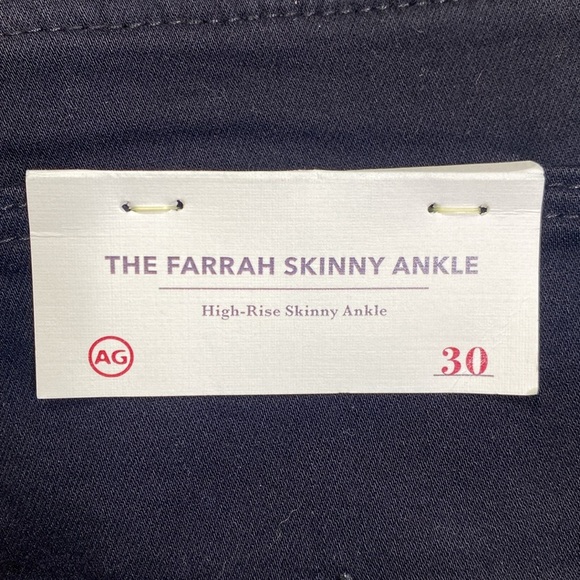 THE FARRAH SKINNY ANKLE
High-Rise Skinny Ankle
AG
30